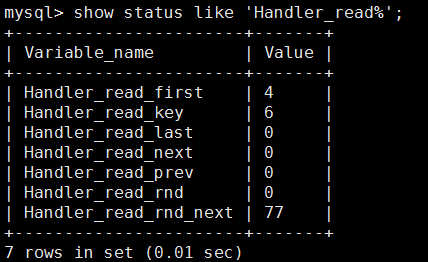 mysql> show status like 'Handler_read%';
+-----------------------+-------+
| Variable_name         | Value |
+-----------------------+-------+
| Handler_read_first    | 4     |
| Handler_read_key      | 6     |
| Handler_read_last     | 0     |
| Handler_read_next     | 0     |
| Handler_read_prev     | 0     |
| Handler_read_rnd      | 0     |
| Handler_read_rnd_next | 77    |
+-----------------------+-------+
7 rows in set (0.01 sec)